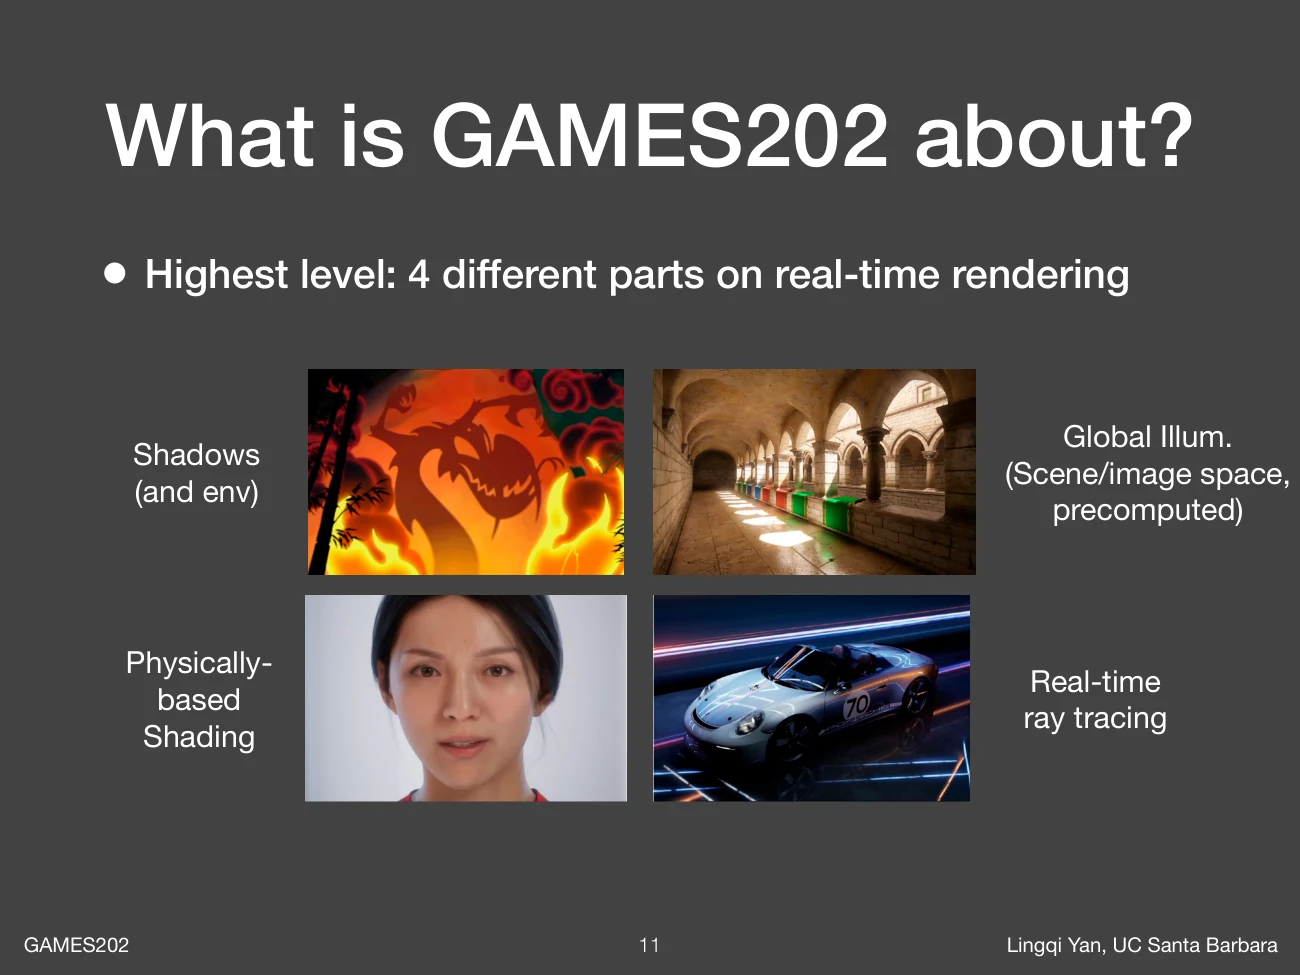 What is GAMES202 about?
• Highest level: 4 different parts on real-time rendering
Shadows
(and env)
Global Illum.
(Scene/image space,
precomputed)
Physically-
based
Shading
70
Real-time
ray tracing
GAMES202
11
Lingqi Yan, UC Santa Barbara